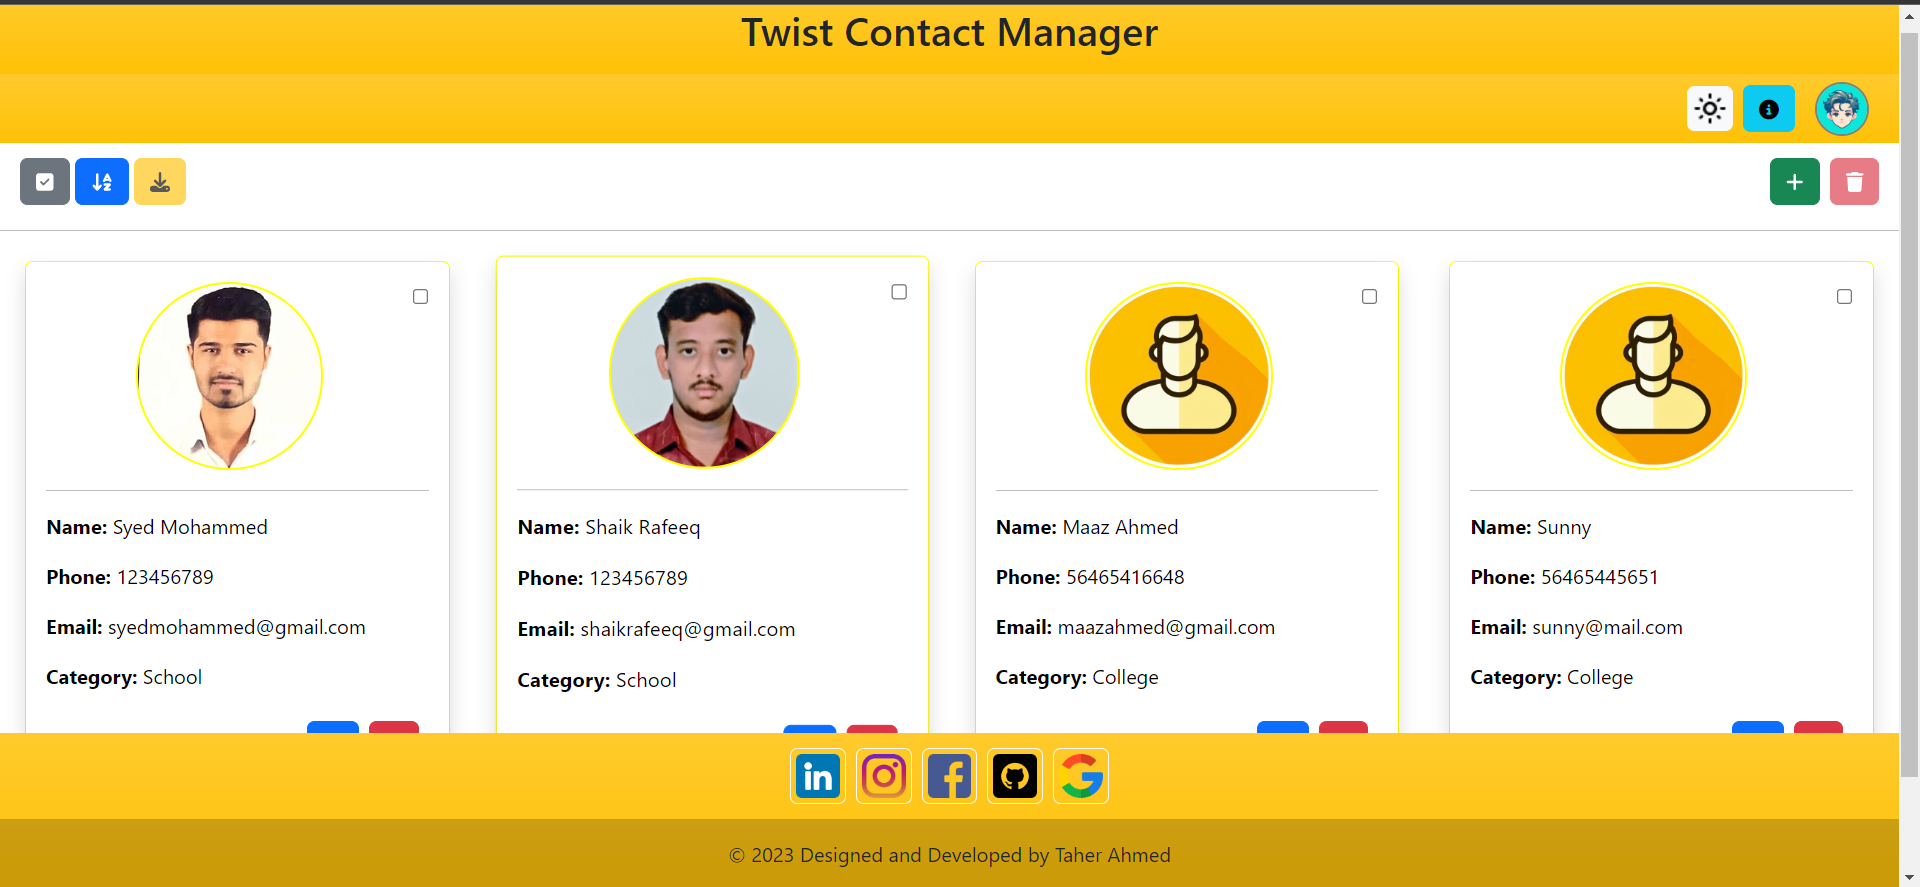 Twist Contact Manager
Name: Syed Mohammed
Phone: 123456789
Email: syedmohammed@gmail.com
Category: School
Name: Shaik Rafeeq
Phone: 123456789
Email: shaikrafeeq@gmail.com
Category: School
Name: Maaz Ahmed
Phone: 56465416648
Email: maazahmed@gmail.com
Category: College
Name: Sunny
Phone: 56465445651
Email: sunny@mail.com
Category: College
© 2023 Designed and Developed by Taher Ahmed